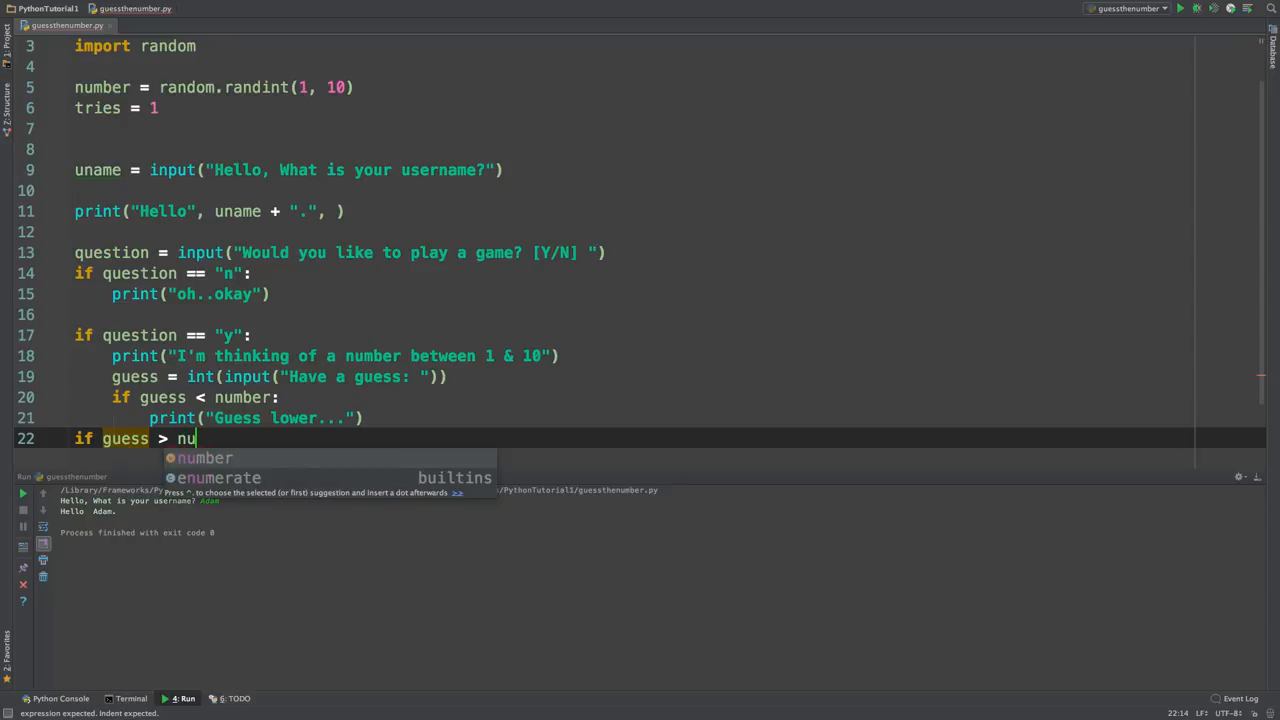 PythonTutorial1 guessthenumber.py guessthenumber
guessthenumber.py
1: Project
Z: Structure
2: Favorites
Database
3 import random
4
5 number = random.randint(1, 10)
6 tries = 1
7
8
9 uname = input("Hello, What is your username?")
10
11 print("Hello", uname + ".", )
12
13 question = input("Would you like to play a game? [Y/N] ")
14 if question == "n":
15 print("oh..okay")
16
17 if question == "y":
18 print("I'm thinking of a number between 1 & 10")
19 guess = int(input("Have a guess: "))
20 if guess < number:
21 print("Guess lower...")
22 if guess > nu
number
enumerate builtins
Press ^. to choose the selected (or first) suggestion and insert a dot afterwards >>
Run guessthenumber
/Library/Frameworks/Py s/PythonTutorial1/guessthenumber.py
Hello, What is your username? Adam
Hello Adam.
Process finished with exit code 0
Python Console Terminal 4: Run 6: TODO Event Log
expression expected. Indent expected. 22:14 LF÷ UTF-8÷